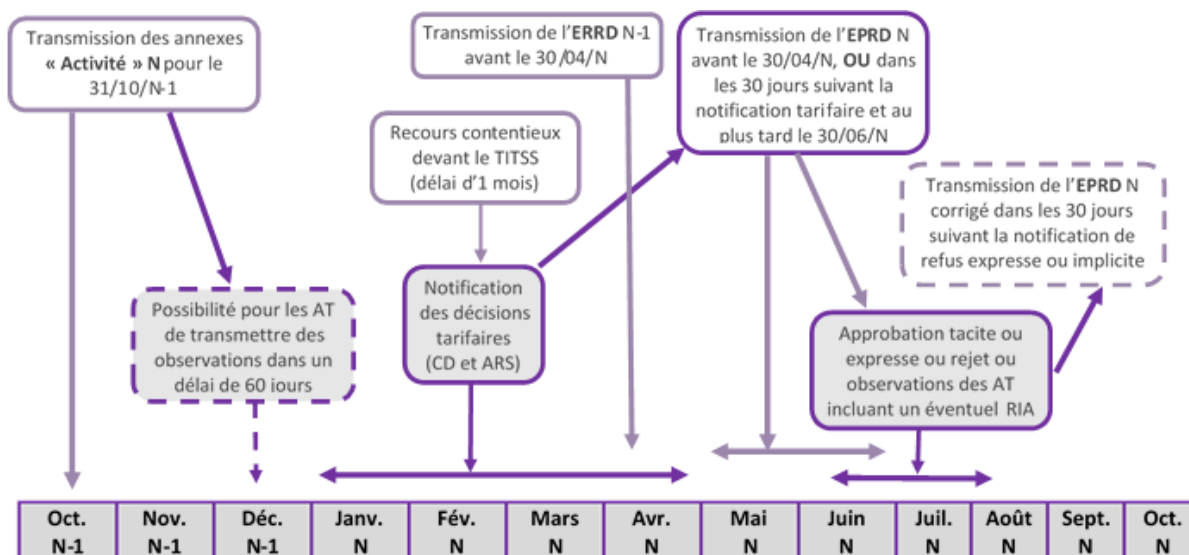 Transmission des annexes
« Activité » N pour le
31/10/N-1
Transmission de l'ERRD N-1
avant le 30/04/N
Transmission de l'EPRD N
avant le 30/04/N, OU dans
les 30 jours suivant la
notification tarifaire et au
plus tard le 30/06/N
Recours contentieux
devant le TITSS
(délai d'1 mois)
Transmission de l'EPRD N
corrigé dans les 30 jours
suivant la notification de
refus expresse ou implicite
Possibilité pour les AT
de transmettre des
observations dans un
délai de 60 jours
Notification
des décisions
tarifaires
(CD et ARS)
Approbation tacite ou
expresse ou rejet ou
observations des AT
incluant un éventuel RIA
Oct. Nov. Déc. Janv. Fév. Mars Avr. Mai Juin Juil. Août Sept. Oct.
N-1 N-1 N-1 N N N N N N N N N N